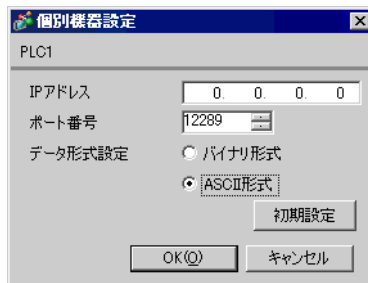 個別機器設定
PLC1
IPアドレス 0. 0. 0. 0
ポート番号 12289
データ形式設定 バイナリ形式
ASCII形式
初期設定
OK(O) キャンセル